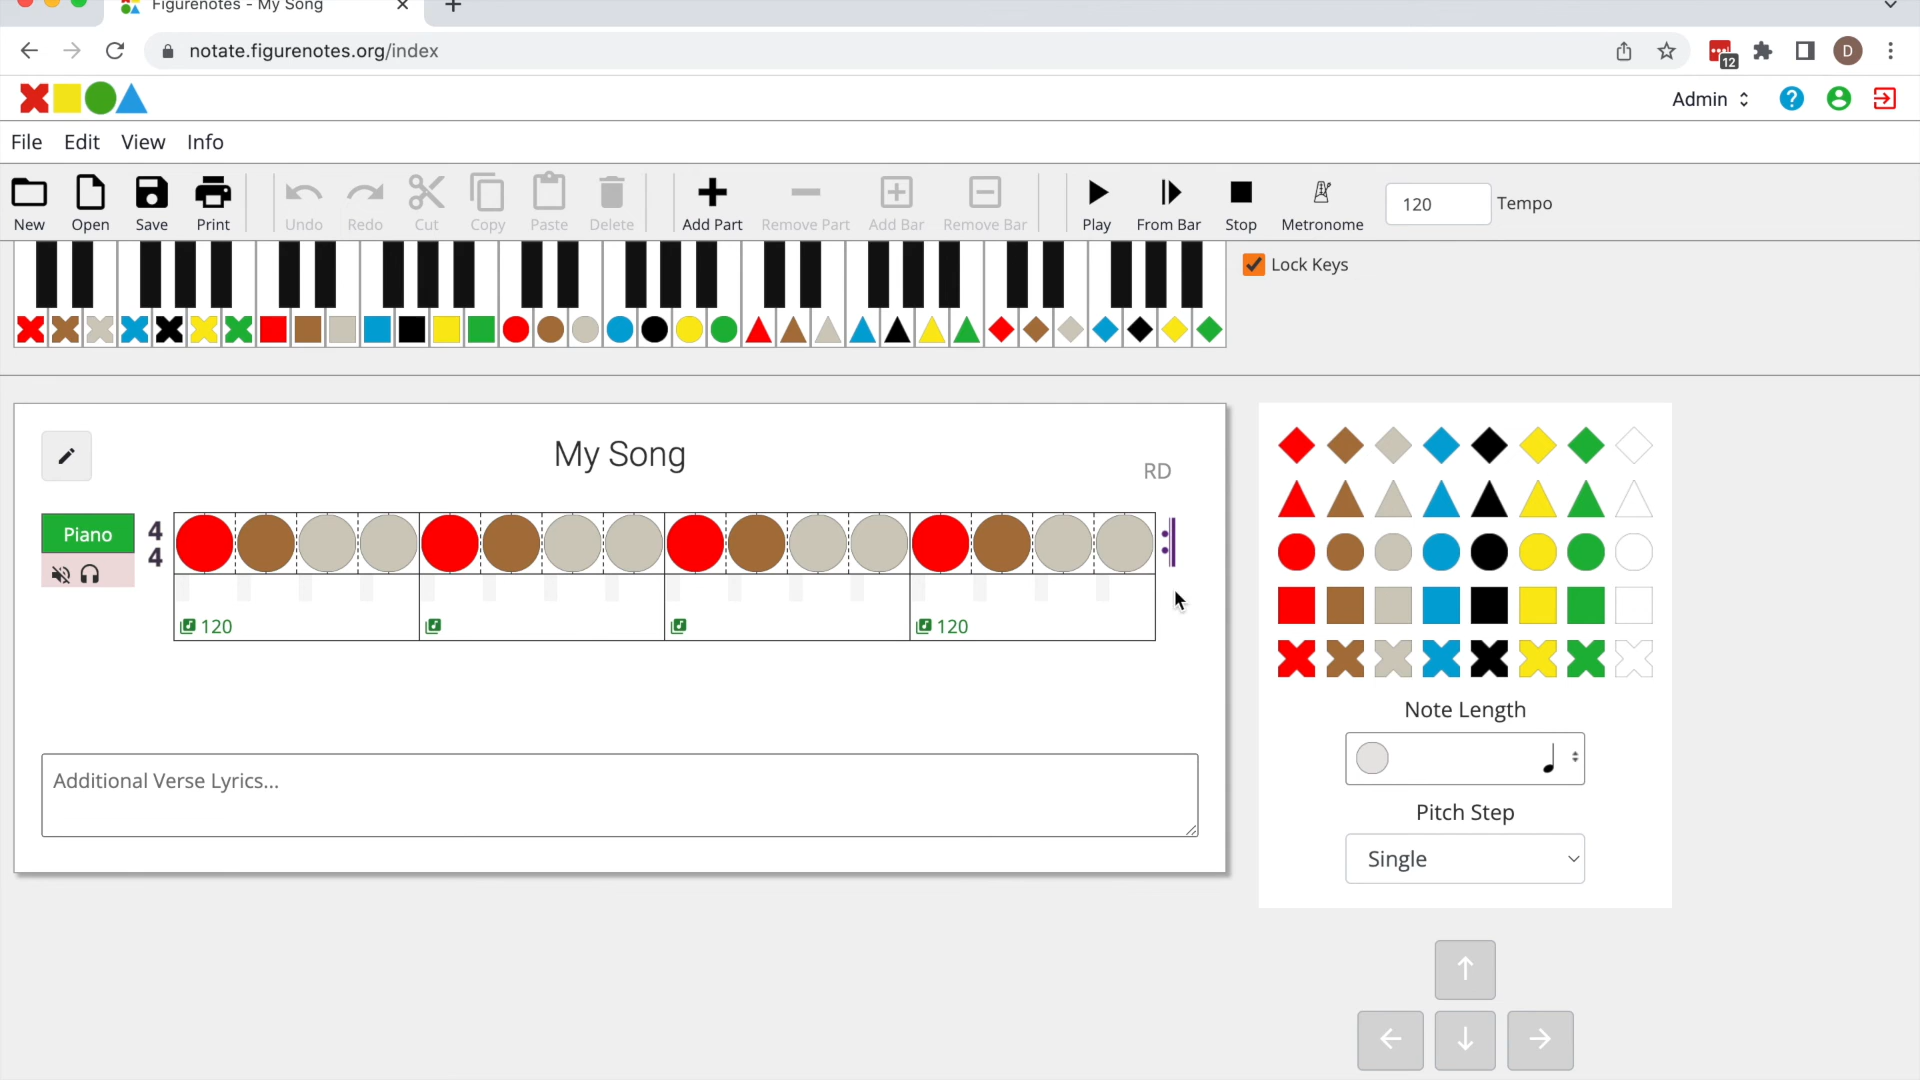 Figurenotes - My Song
notate.figurenotes.org/index
12
D
Admin
?
File Edit View Info
New Open Save Print Undo Redo Cut Copy Paste Delete Add Part Remove Part Add Bar Remove Bar Play From Bar Stop Metronome 120 Tempo
Lock Keys
My Song
RD
Piano
4
4
120
120
Additional Verse Lyrics...
Note Length
Pitch Step
Single